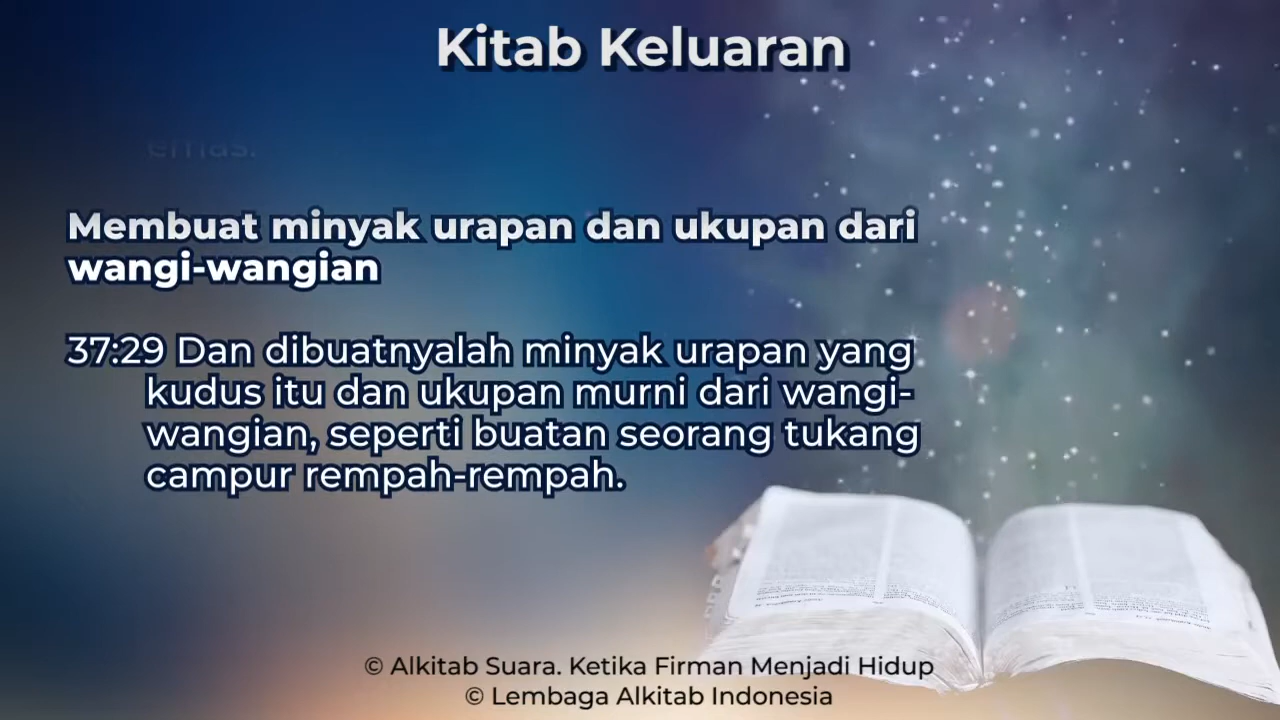 Kitab Keluaran
emas.
Membuat minyak urapan dan ukupan dari
wangi-wangian
37:29 Dan dibuatnyalah minyak urapan yang
kudus itu dan ukupan murni dari wangi-
wangian, seperti buatan seorang tukang
campur rempah-rempah.
© Alkitab Suara. Ketika Firman Menjadi Hidup
© Lembaga Alkitab Indonesia